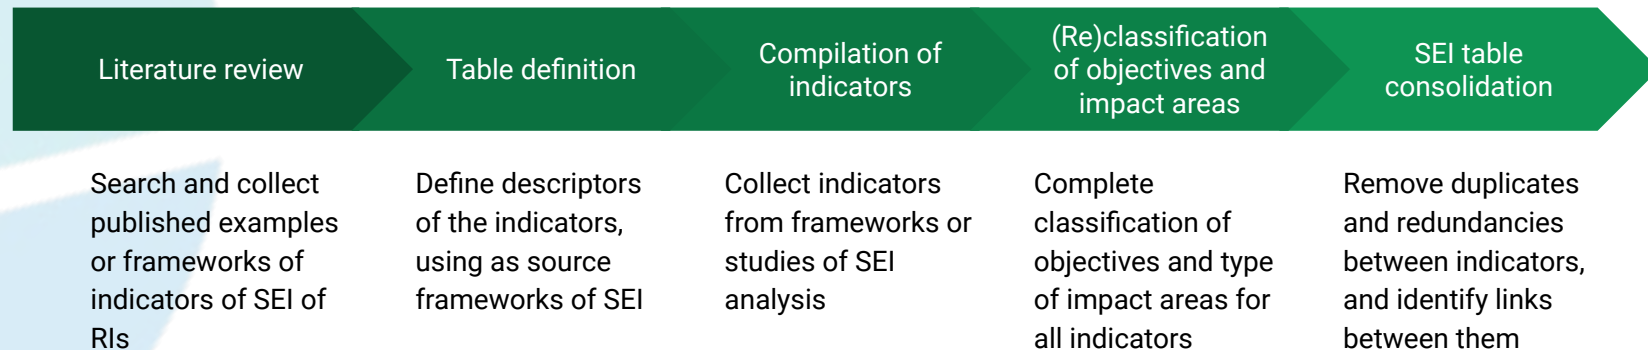 Literature review
Table definition
Compilation of
indicators
(Re)classification
of objectives and
impact areas
SEI table
consolidation
Search and collect
published examples
or frameworks of
indicators of SEI of
RIs
Define descriptors
of the indicators,
using as source
frameworks of SEI
Collect indicators
from frameworks or
studies of SEI
analysis
Complete
classification of
objectives and type
of impact areas for
all indicators
Remove duplicates
and redundancies
between indicators,
and identify links
between them